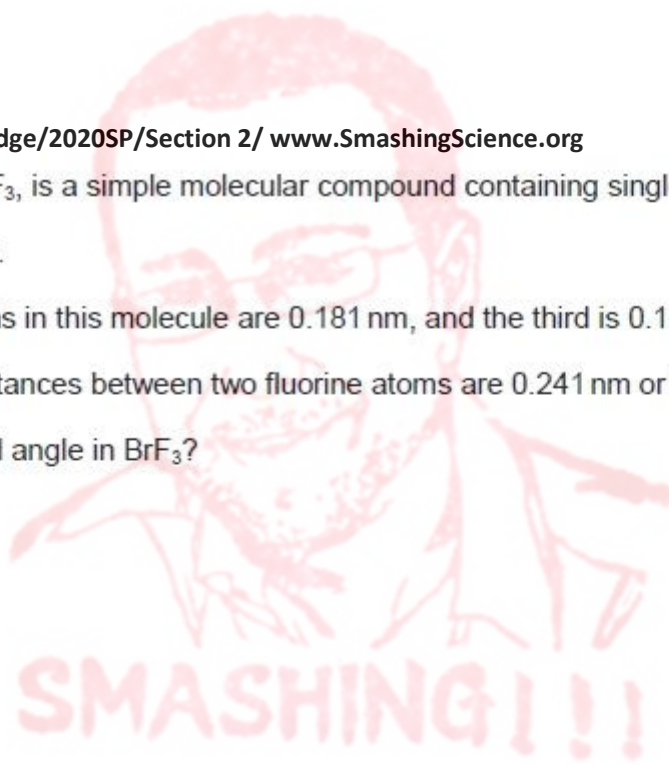 dge/2020SP/Section 2/ www.SmashingScience.org
F₃, is a simple molecular compound containing singl
s in this molecule are 0.181 nm, and the third is 0.1
tances between two fluorine atoms are 0.241 nm or
l angle in BrF₃?
SMASHING!!!